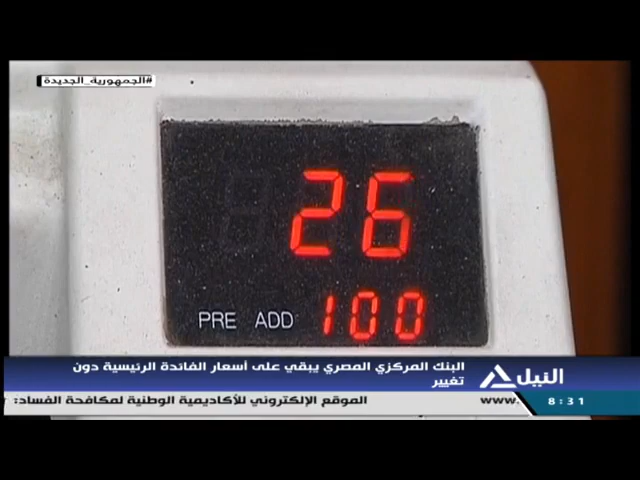 #الجمهورية_الجديدة
26
PRE ADD 100
البنك المركزي المصري يبقي على أسعار الفائدة الرئيسية دون
تغيير
النيل
الموقع الإلكتروني للأكاديمية الوطنية لمكافحة الفساد: www.
8:31